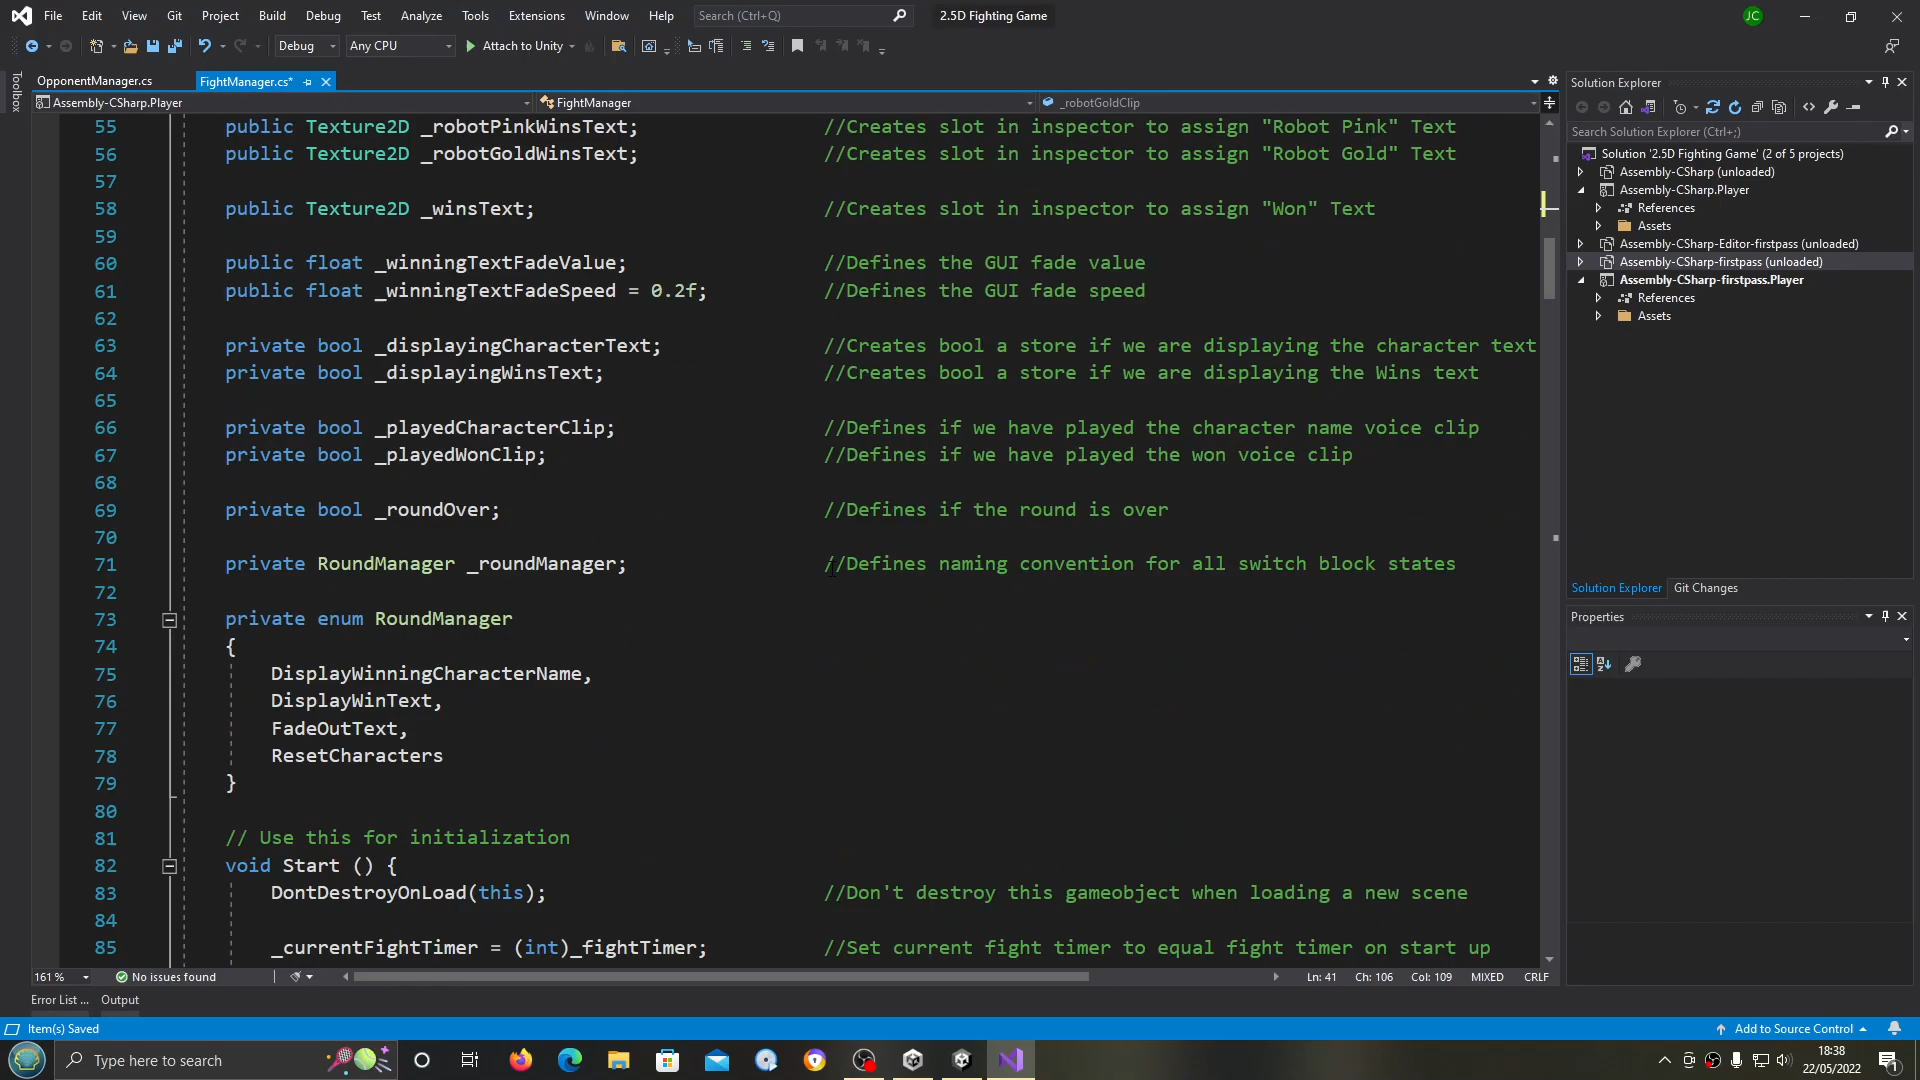 File Edit View Git Project Build Debug Test Analyze Tools Extensions Window Help Search (Ctrl+Q) 2.5D Fighting Game JC
Debug Any CPU Attach to Unity
Toolbox
OpponentManager.cs FightManager.cs*
Assembly-CSharp.Player FightManager _robotGoldClip
55 public Texture2D _robotPinkWinsText; //Creates slot in inspector to assign "Robot Pink" Text
56 public Texture2D _robotGoldWinsText; //Creates slot in inspector to assign "Robot Gold" Text
57
58 public Texture2D _winsText; //Creates slot in inspector to assign "Won" Text
59
60 public float _winningTextFadeValue; //Defines the GUI fade value
61 public float _winningTextFadeSpeed = 0.2f; //Defines the GUI fade speed
62
63 private bool _displayingCharacterText; //Creates bool a store if we are displaying the character text
64 private bool _displayingWinsText; //Creates bool a store if we are displaying the Wins text
65
66 private bool _playedCharacterClip; //Defines if we have played the character name voice clip
67 private bool _playedWonClip; //Defines if we have played the won voice clip
68
69 private bool _roundOver; //Defines if the round is over
70
71 private RoundManager _roundManager; //Defines naming convention for all switch block states
72
73 private enum RoundManager
74 {
75 DisplayWinningCharacterName,
76 DisplayWinText,
77 FadeOutText,
78 ResetCharacters
79 }
80
81 // Use this for initialization
82 void Start () {
83 DontDestroyOnLoad(this); //Don't destroy this gameobject when loading a new scene
84
85 _currentFightTimer = (int)_fightTimer; //Set current fight timer to equal fight timer on start up
161 % No issues found Ln: 41 Ch: 106 Col: 109 MIXED CRLF
Error List ... Output
Solution Explorer
Search Solution Explorer (Ctrl+;)
Solution '2.5D Fighting Game' (2 of 5 projects)
Assembly-CSharp (unloaded)
Assembly-CSharp.Player
References
Assets
Assembly-CSharp-Editor-firstpass (unloaded)
Assembly-CSharp-firstpass (unloaded)
Assembly-CSharp-firstpass.Player
References
Assets
Solution Explorer Git Changes
Properties
Item(s) Saved Add to Source Control
Type here to search
18:38
22/05/2022
1